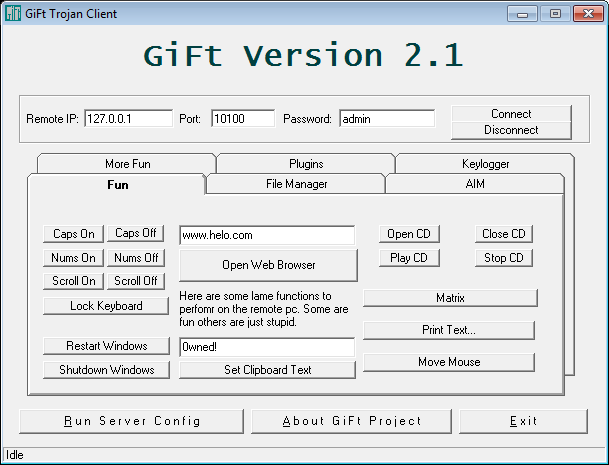 GiFt GiFt Trojan Client
GiFt Version 2.1
Remote IP: 127.0.0.1 Port: 10100 Password: admin Connect
Disconnect
More Fun Plugins Keylogger
Fun File Manager AIM
Caps On Caps Off www.helo.com Open CD Close CD
Nums On Nums Off Open Web Browser Play CD Stop CD
Scroll On Scroll Off
Lock Keyboard Here are some lame functions to
perfomr on the remote pc. Some are
fun others are just stupid.
Matrix
Print Text...
Restart Windows 0wned! Move Mouse
Shutdown Windows Set Clipboard Text
Run Server Config About GiFt Project Exit
Idle